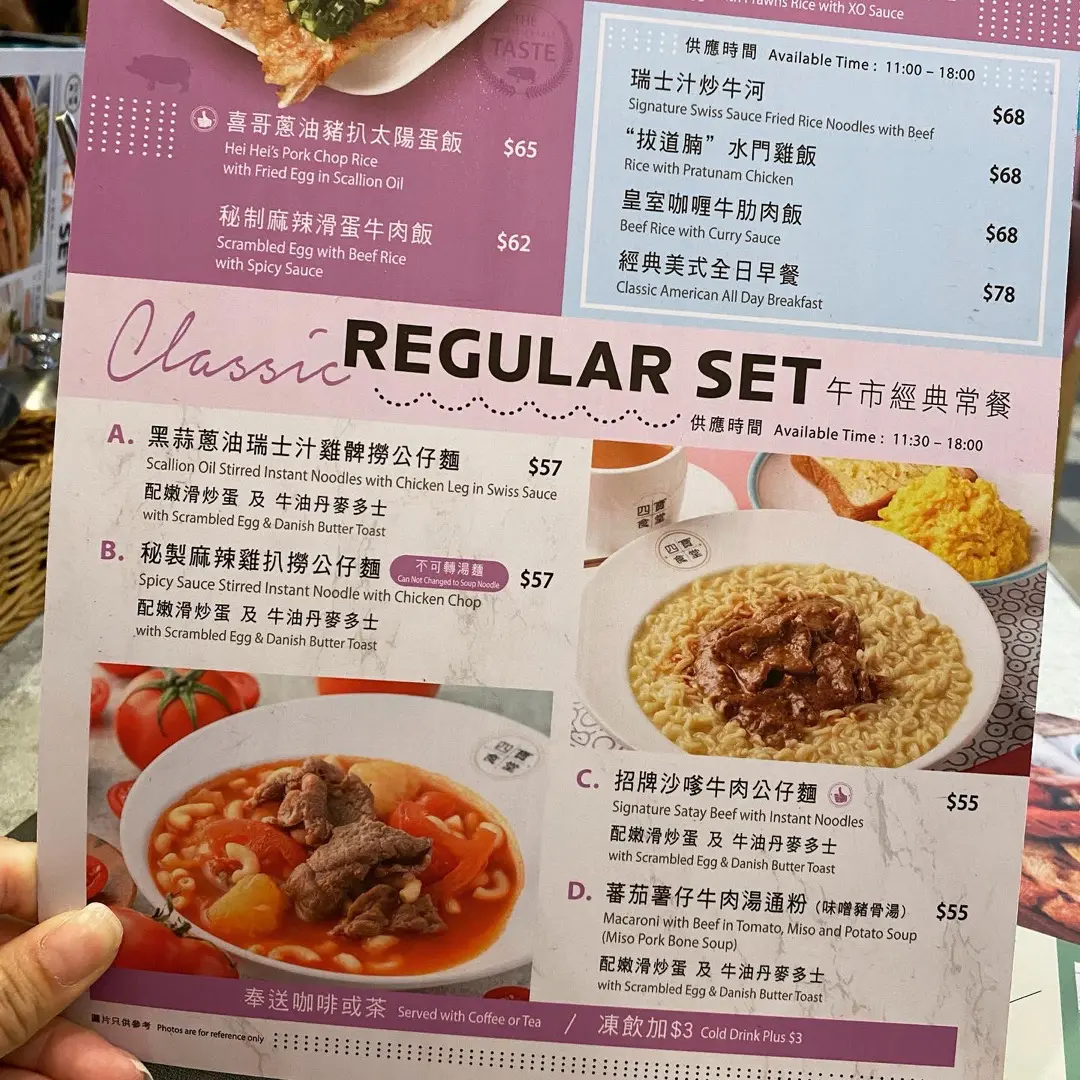 Prawns Rice with XO Sauce
THE
TASTE
喜哥蔥油豬扒太陽蛋飯
Hei Hei's Pork Chop Rice
with Fried Egg in Scallion Oil
$65
秘制麻辣滑蛋牛肉飯
Scrambled Egg with Beef Rice
with Spicy Sauce
$62
供應時間 Available Time : 11:00 – 18:00
瑞士汁炒牛河
Signature Swiss Sauce Fried Rice Noodles with Beef
$68
“拔道腩”水門雞飯
Rice with Pratunam Chicken
$68
皇室咖喱牛肋肉飯
Beef Rice with Curry Sauce
$68
經典美式全日早餐
Classic American All Day Breakfast
$78
Classic REGULAR SET 午市經典常餐
供應時間 Available Time : 11:30 – 18:00
A. 黑蒜蔥油瑞士汁雞髀撈公仔麵
Scallion Oil Stirred Instant Noodles with Chicken Leg in Swiss Sauce
$57
配嫩滑炒蛋 及 牛油丹麥多士
with Scrambled Egg & Danish Butter Toast
B. 秘製麻辣雞扒撈公仔麵
不可轉湯麵
Can Not Changed to Soup Noodle
$57
Spicy Sauce Stirred Instant Noodle with Chicken Chop
配嫩滑炒蛋 及 牛油丹麥多士
with Scrambled Egg & Danish Butter Toast
四寶
食堂
四寶
食堂
四寶
食堂
C. 招牌沙嗲牛肉公仔麵
$55
Signature Satay Beef with Instant Noodles
配嫩滑炒蛋 及 牛油丹麥多士
with Scrambled Egg & Danish Butter Toast
D. 蕃茄薯仔牛肉湯通粉 (味噌豬骨湯)
$55
Macaroni with Beef in Tomato, Miso and Potato Soup
(Miso Pork Bone Soup)
配嫩滑炒蛋 及 牛油丹麥多士
with Scrambled Egg & Danish Butter Toast
奉送咖啡或茶 Served with Coffee or Tea / 凍飲加$3 Cold Drink Plus $3
圖片只供參考 Photos are for reference only